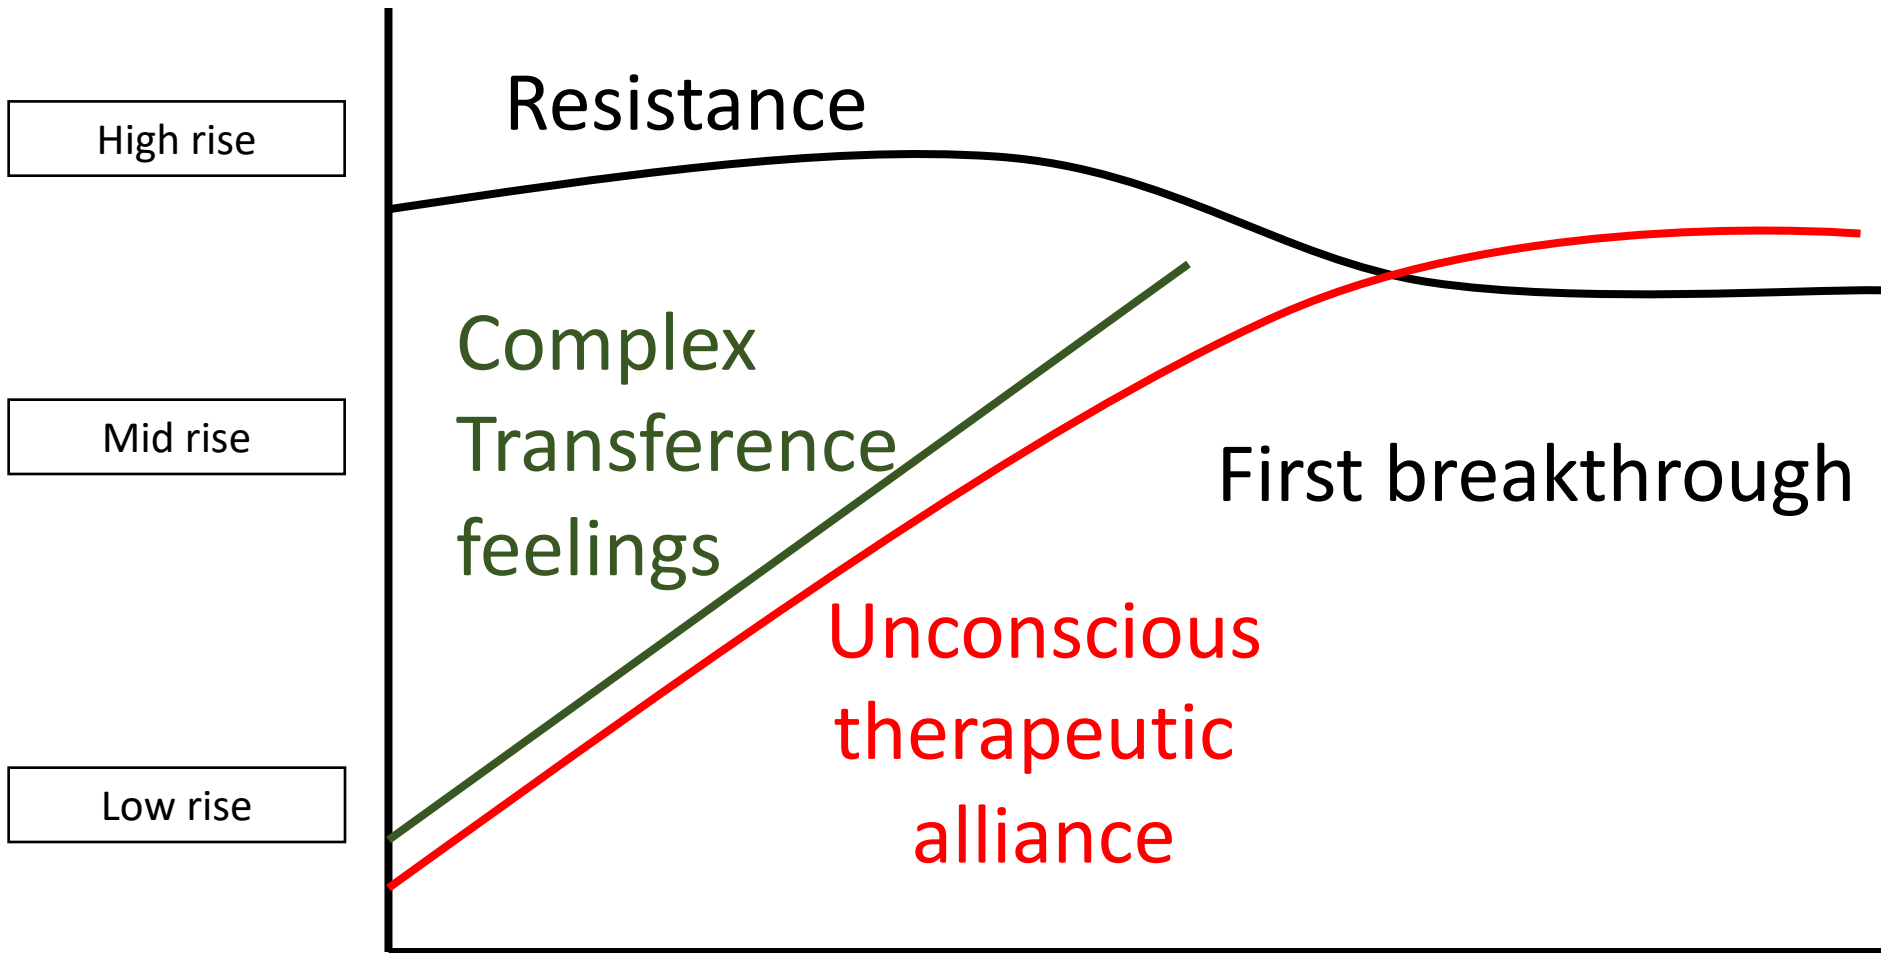 Resistance
High rise
Complex
Transference
feelings
Mid rise
First breakthrough
Unconscious
therapeutic
alliance
Low rise